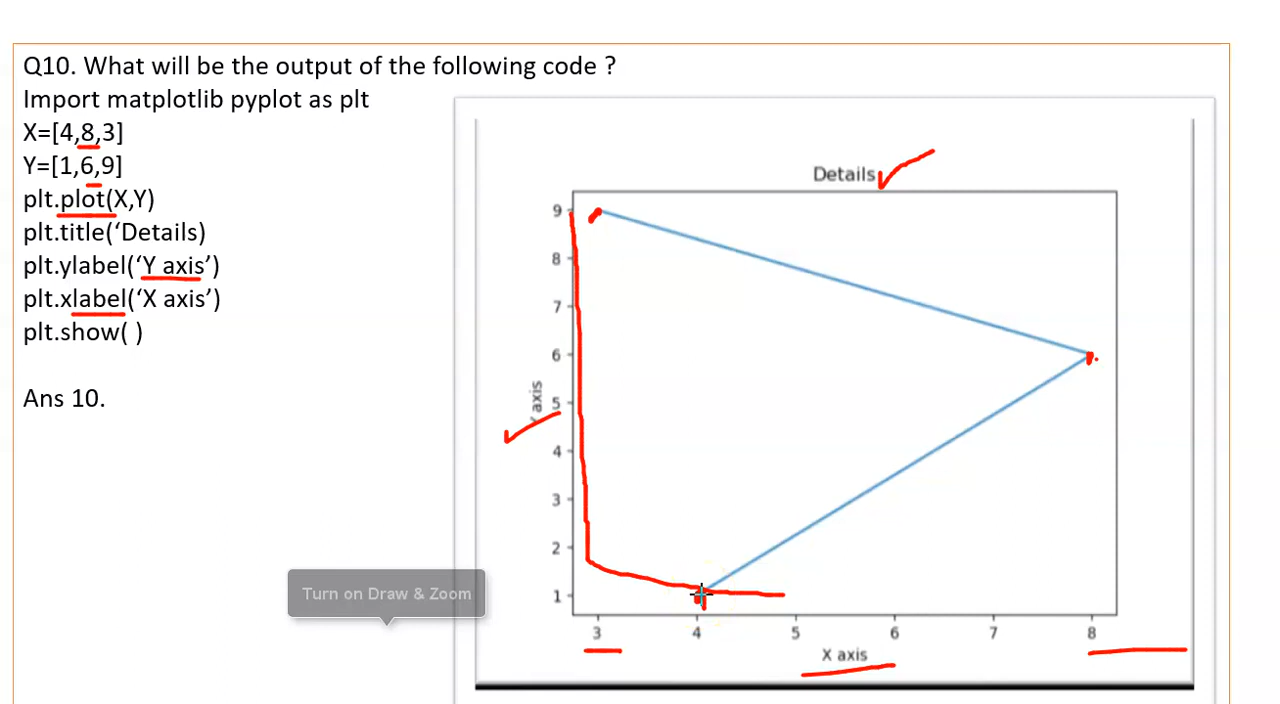 Q10. What will be the output of the following code ?
Import matplotlib pyplot as plt
X=[4,8,3]
Y=[1,6,9]
plt.plot(X,Y)
plt.title(‘Details)
plt.ylabel(‘Y axis’)
plt.xlabel(‘X axis’)
plt.show( )
Ans 10.
Turn on Draw & Zoom
Details
9
8
7
6
5
4
3
2
1
Y axis
3 4 5 6 7 8
X axis